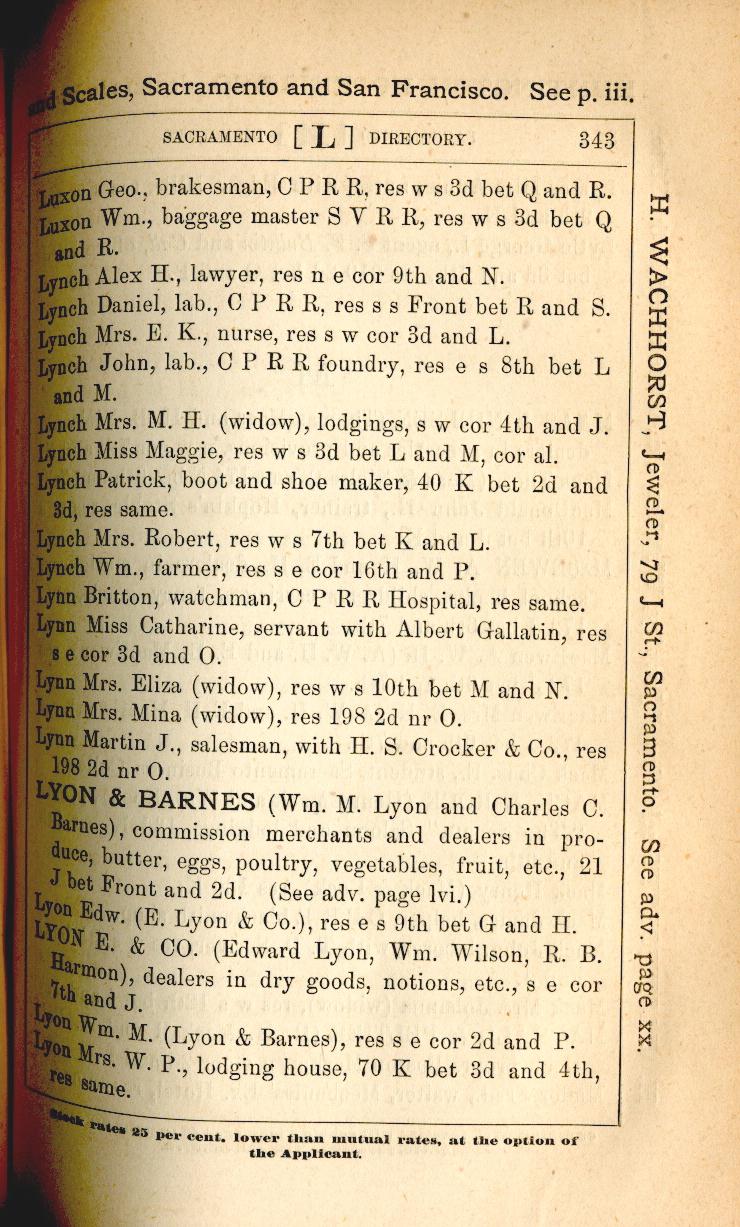 and Scales, Sacramento and San Francisco. See p. iii.
SACRAMENTO [L] DIRECTORY. 343
Luxon Geo., brakesman, C P R R, res w s 3d bet Q and R.
Luxon Wm., baggage master S V R R, res w s 3d bet Q
and R.
Lynch Alex H., lawyer, res n e cor 9th and N.
Lynch Daniel, lab., C P R R, res s s Front bet R and S.
Lynch Mrs. E. K., nurse, res s w cor 3d and L.
Lynch John, lab., C P R R foundry, res e s 8th bet L
and M.
Lynch Mrs. M. H. (widow), lodgings, s w cor 4th and J.
Lynch Miss Maggie, res w s 3d bet L and M, cor al.
Lynch Patrick, boot and shoe maker, 40 K bet 2d and
3d, res same.
Lynch Mrs. Robert, res w s 7th bet K and L.
Lynch Wm., farmer, res s e cor 16th and P.
Lynn Britton, watchman, C P R R Hospital, res same.
Lynn Miss Catharine, servant with Albert Gallatin, res
s e cor 3d and O.
Lynn Mrs. Eliza (widow), res w s 10th bet M and N.
Lynn Mrs. Mina (widow), res 198 2d nr O.
Lynn Martin J., salesman, with H. S. Crocker & Co., res
198 2d nr O.
LYON & BARNES (Wm. M. Lyon and Charles C.
Barnes), commission merchants and dealers in pro-
duce, butter, eggs, poultry, vegetables, fruit, etc., 21
J bet Front and 2d. (See adv. page lvi.)
Lyon Edw. (E. Lyon & Co.), res e s 9th bet G and H.
LYON E. & CO. (Edward Lyon, Wm. Wilson, R. B.
Harmon), dealers in dry goods, notions, etc., s e cor
7th and J.
Lyon Wm. M. (Lyon & Barnes), res s e cor 2d and P.
Lyon Mrs. W. P., lodging house, 70 K bet 3d and 4th,
res same.
Stock rates 25 per cent. lower than mutual rates, at the option of
the Applicant.
H. WACHHORST, Jeweler, 79 J St., Sacramento. See adv. page xx.